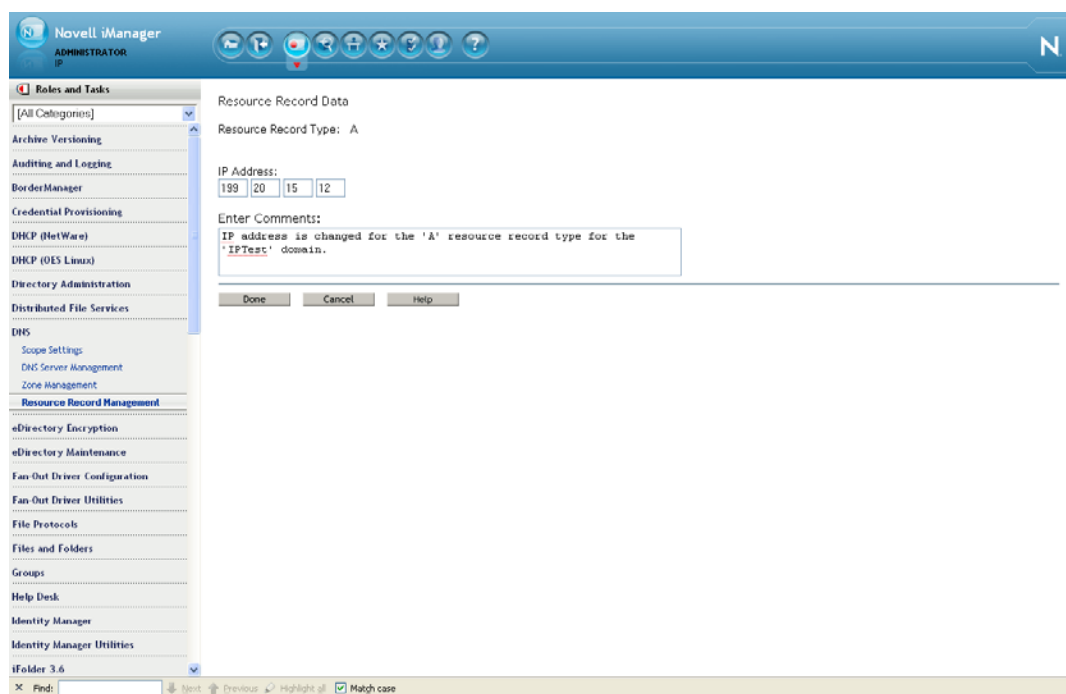 Novell iManager
ADMINISTRATOR
IP
N
Roles and Tasks
[All Categories]
Archive Versioning
Auditing and Logging
BorderManager
Credential Provisioning
DHCP (NetWare)
DHCP (OES Linux)
Directory Administration
Distributed File Services
DNS
Scope Settings
DNS Server Management
Zone Management
Resource Record Management
eDirectory Encryption
eDirectory Maintenance
Fan-Out Driver Configuration
Fan-Out Driver Utilities
File Protocols
Files and Folders
Groups
Help Desk
Identity Manager
Identity Manager Utilities
iFolder 3.6
Resource Record Data
Resource Record Type: A
IP Address:
199 20 15 12
Enter Comments:
IP address is changed for the 'A' resource record type for the
'IPTest' domain.
Done Cancel Help
× Find: Next Previous Highlight all Match case